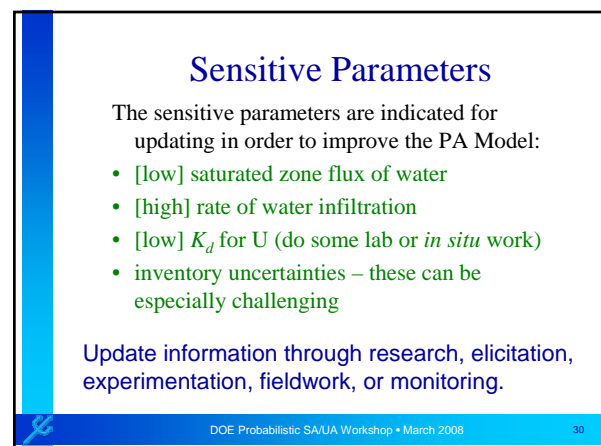 Sensitive Parameters
The sensitive parameters are indicated for
updating in order to improve the PA Model:
• [low] saturated zone flux of water
• [high] rate of water infiltration
• [low] Kd for U (do some lab or in situ work)
• inventory uncertainties – these can be
especially challenging
Update information through research, elicitation,
experimentation, fieldwork, or monitoring.
DOE Probabilistic SA/UA Workshop • March 2008 30